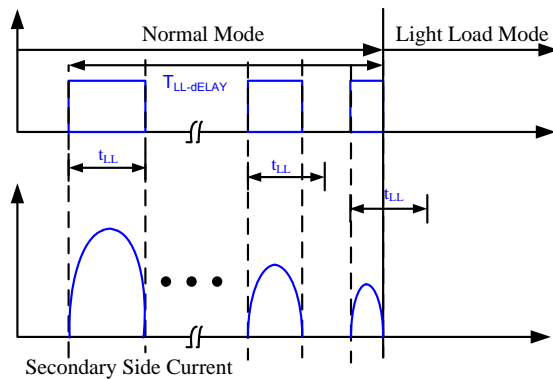 Normal Mode
Light Load Mode
TLL-dELAY
tLL
tLL
tLL
Secondary Side Current